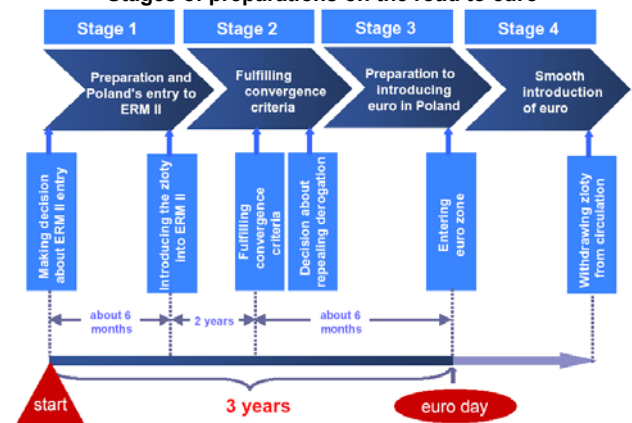 Stages of preparations on the road to euro
Stage 1
Stage 2
Stage 3
Stage 4
Preparation and
Poland's entry to
ERM II
Fulfilling
convergence
criteria
Preparation to
introducing
euro in Poland
Smooth
introduction
of euro
Making decision
about ERM II entry
Introducing the zloty
into ERM II
Fulfilling
convergence
criteria
Decision about
repealing derogation
Entering
euro zone
Withdrawing zloty
from circulation
about 6
months
2 years
about 6
months
start
3 years
euro day